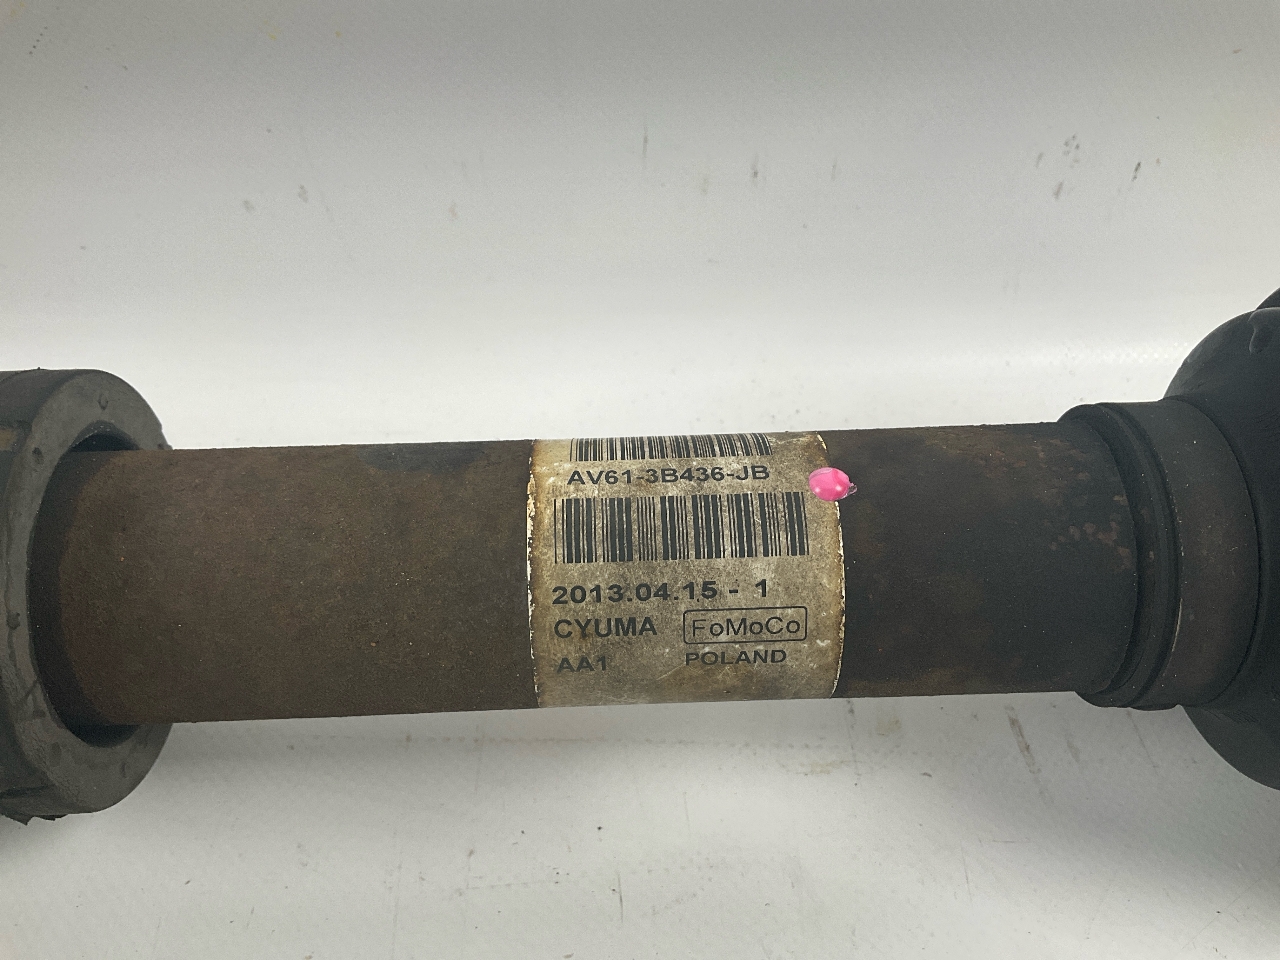 AV61-3B436-JB
2013.04.15 - 1
CYUMA FoMoCo
AA1 POLAND